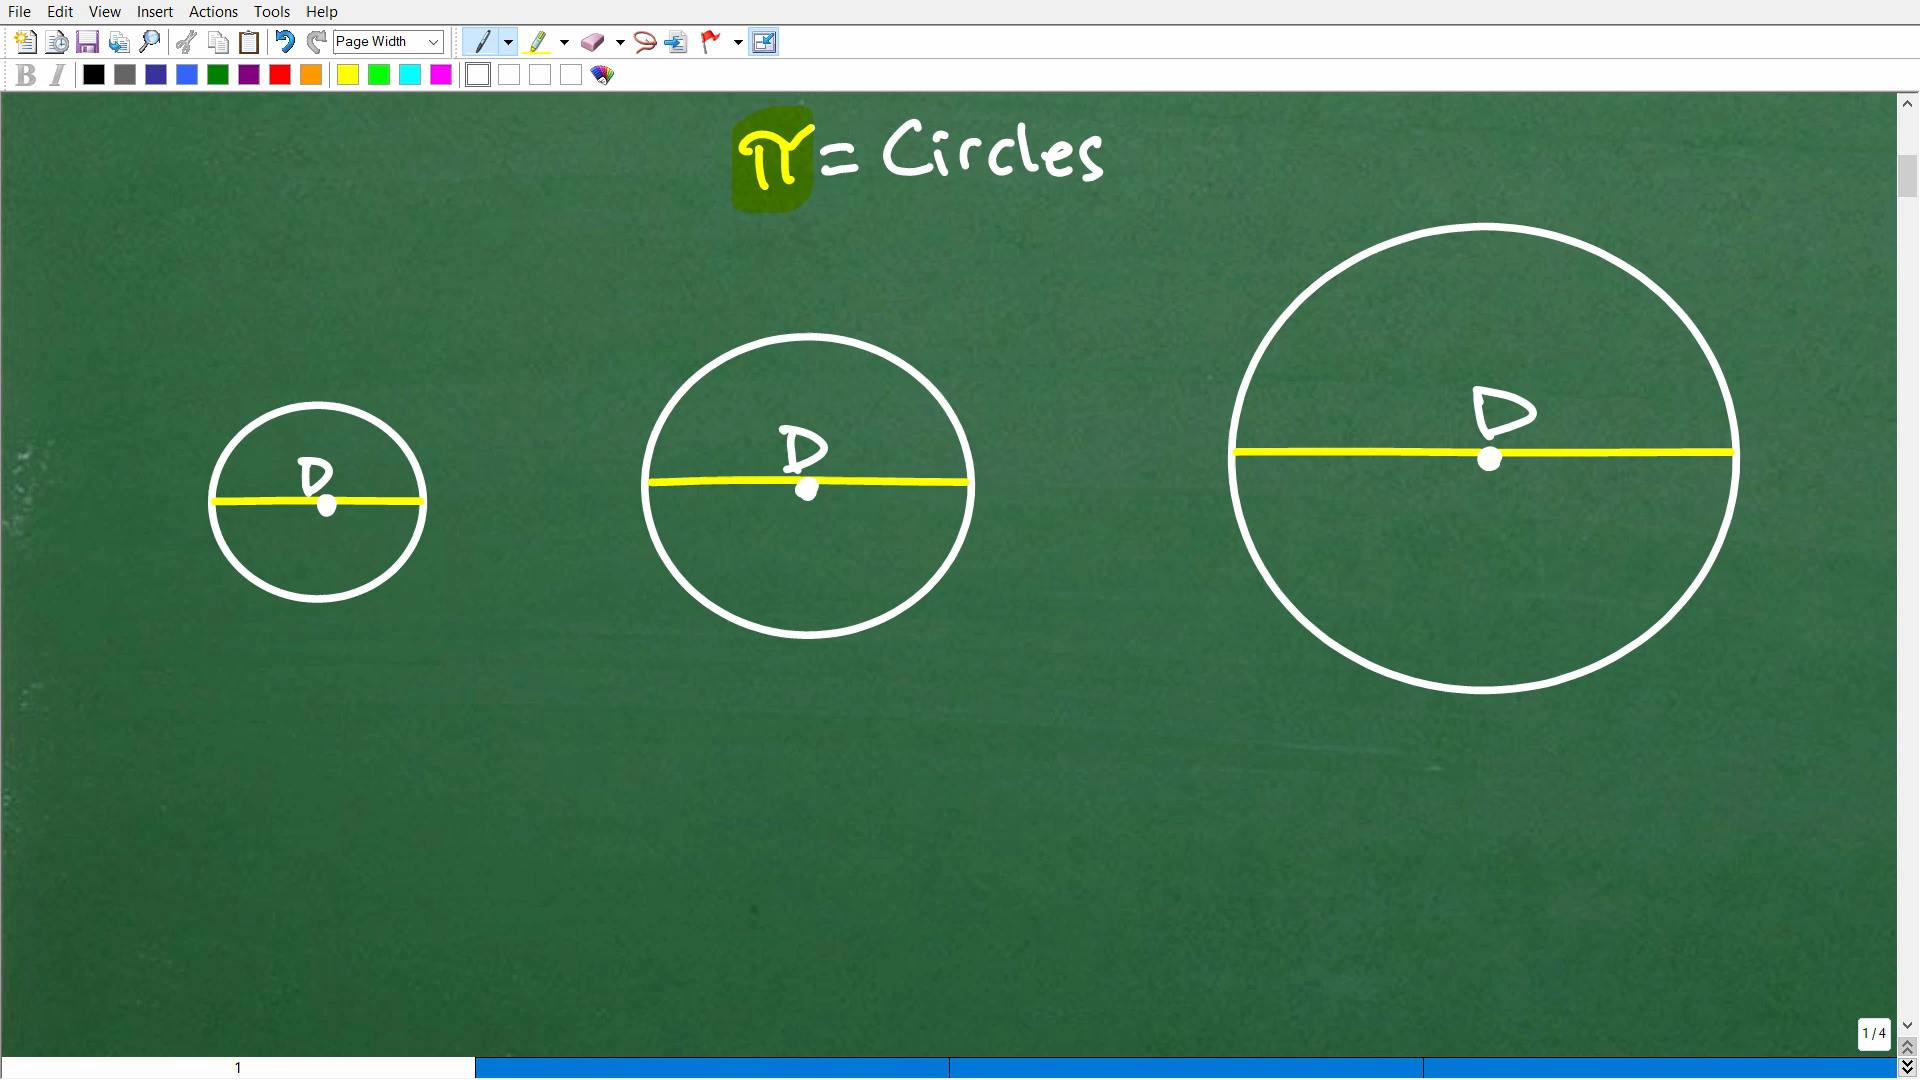 File Edit View Insert Actions Tools Help
Page Width
B I
π = Circles
D
D
D
1 / 4
1